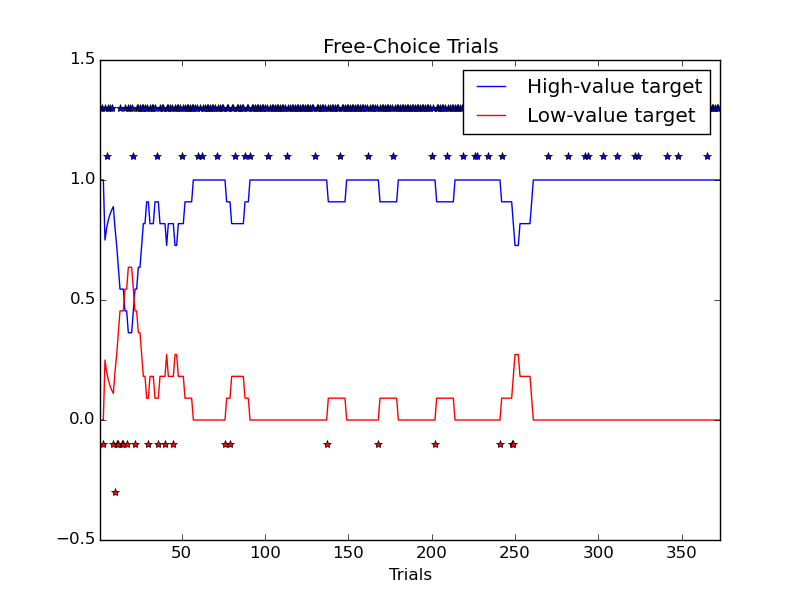 Free-Choice Trials
1.5
High-value target
Low-value target
1.0
0.5
0.0
−0.5
50 100 150 200 250 300 350
Trials